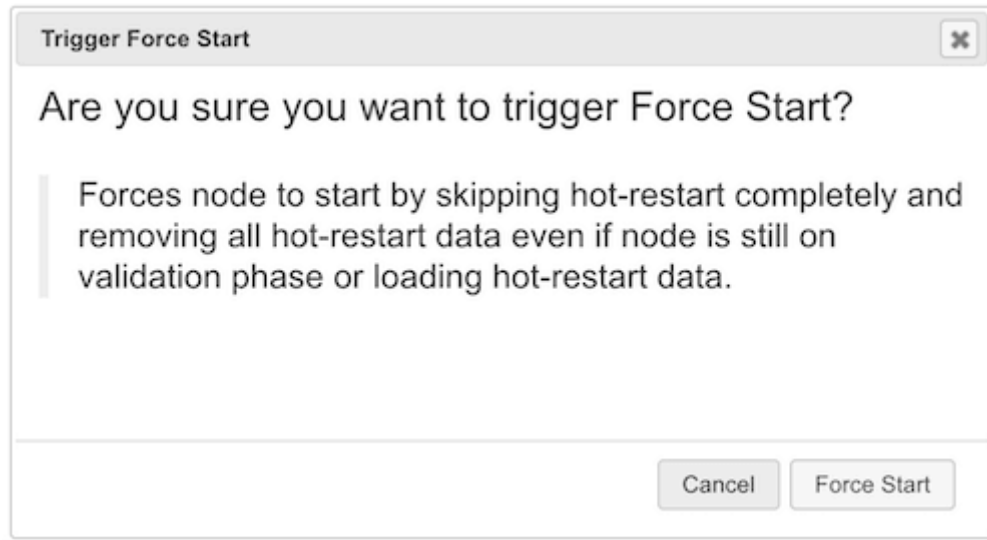 Trigger Force Start
Are you sure you want to trigger Force Start?
Forces node to start by skipping hot-restart completely and
removing all hot-restart data even if node is still on
validation phase or loading hot-restart data.
Cancel
Force Start